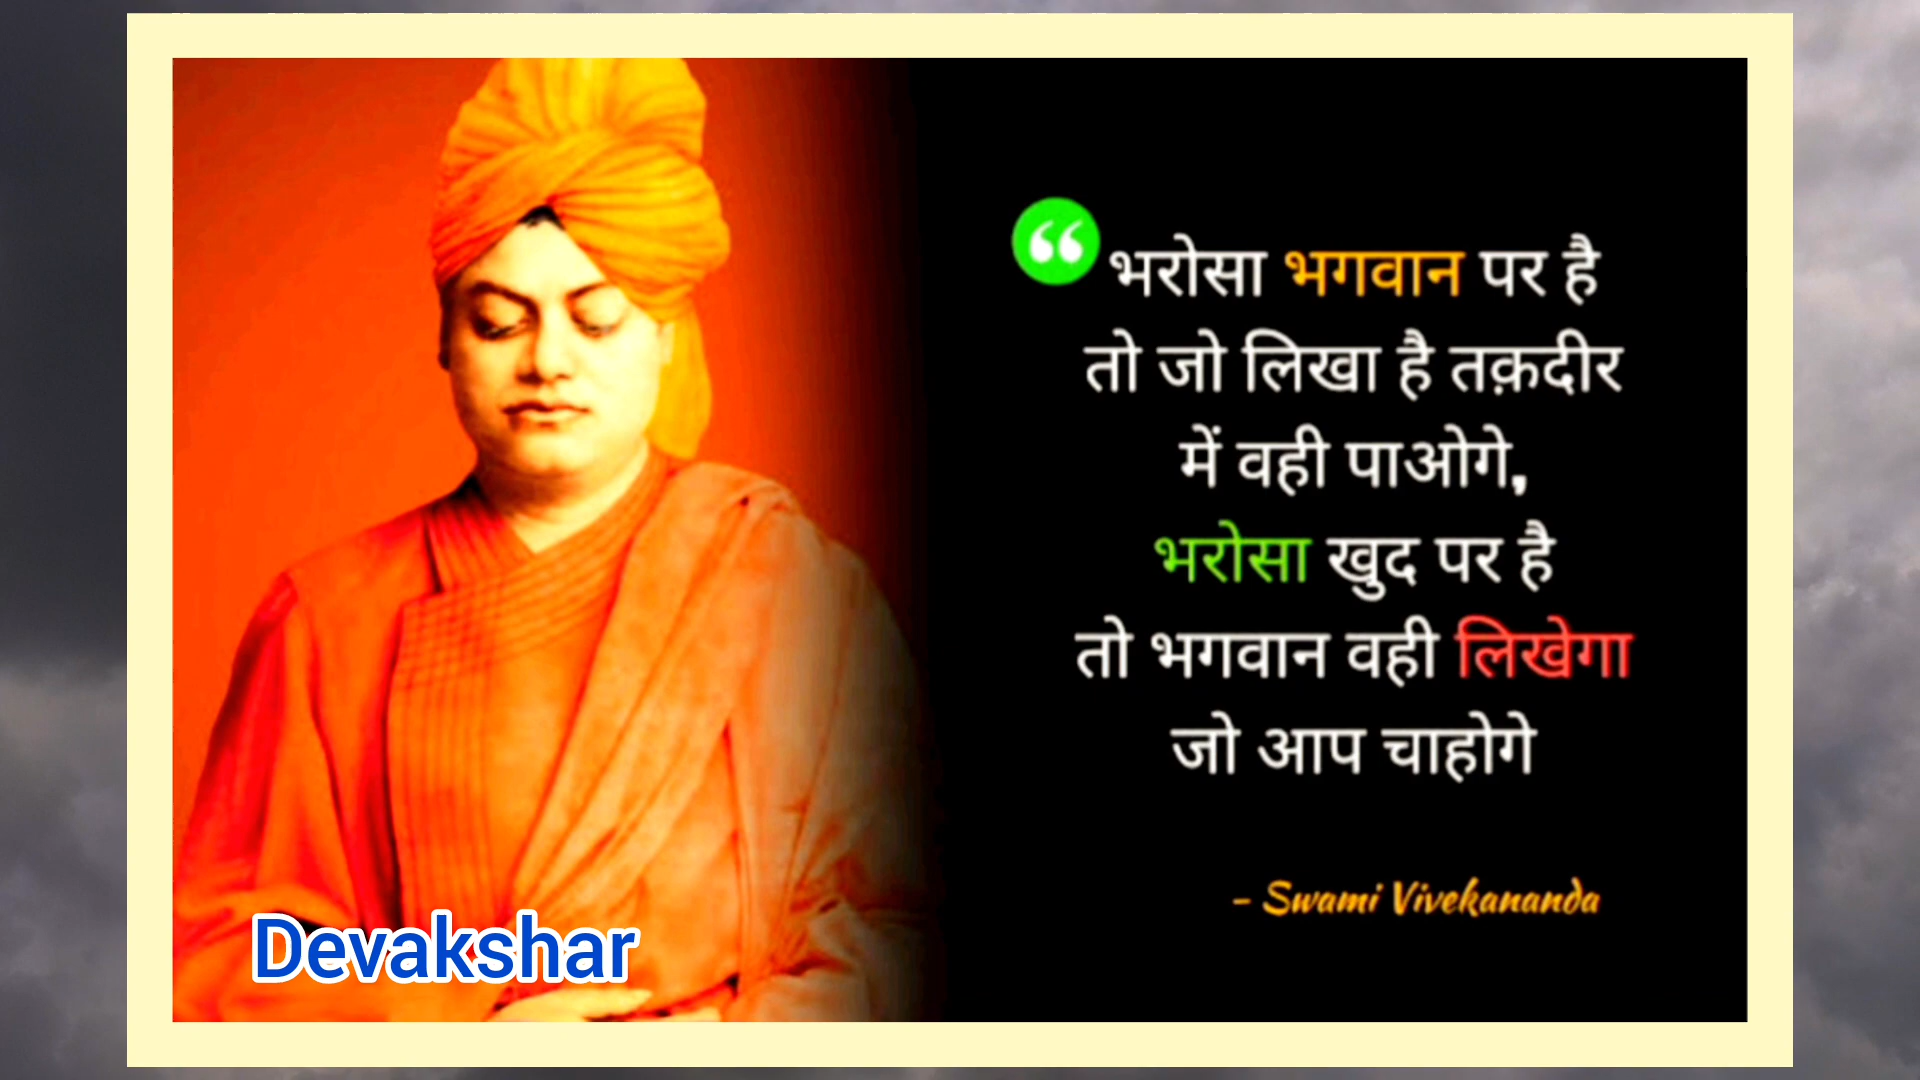 “ भरोसा भगवान पर है
तो जो लिखा है तक़दीर
में वही पाओगे,
भरोसा खुद पर है
तो भगवान वही लिखेगा
जो आप चाहोगे
- Swami Vivekananda
Devakshar